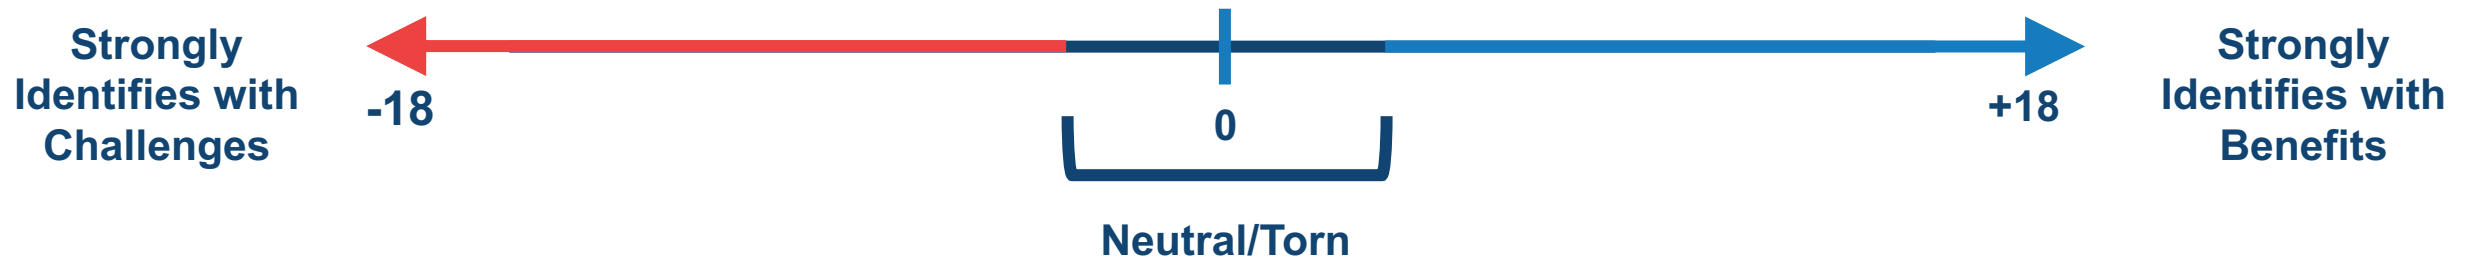 Strongly
Identifies with
Challenges
-18
0
Neutral/Torn
+18
Strongly
Identifies with
Benefits